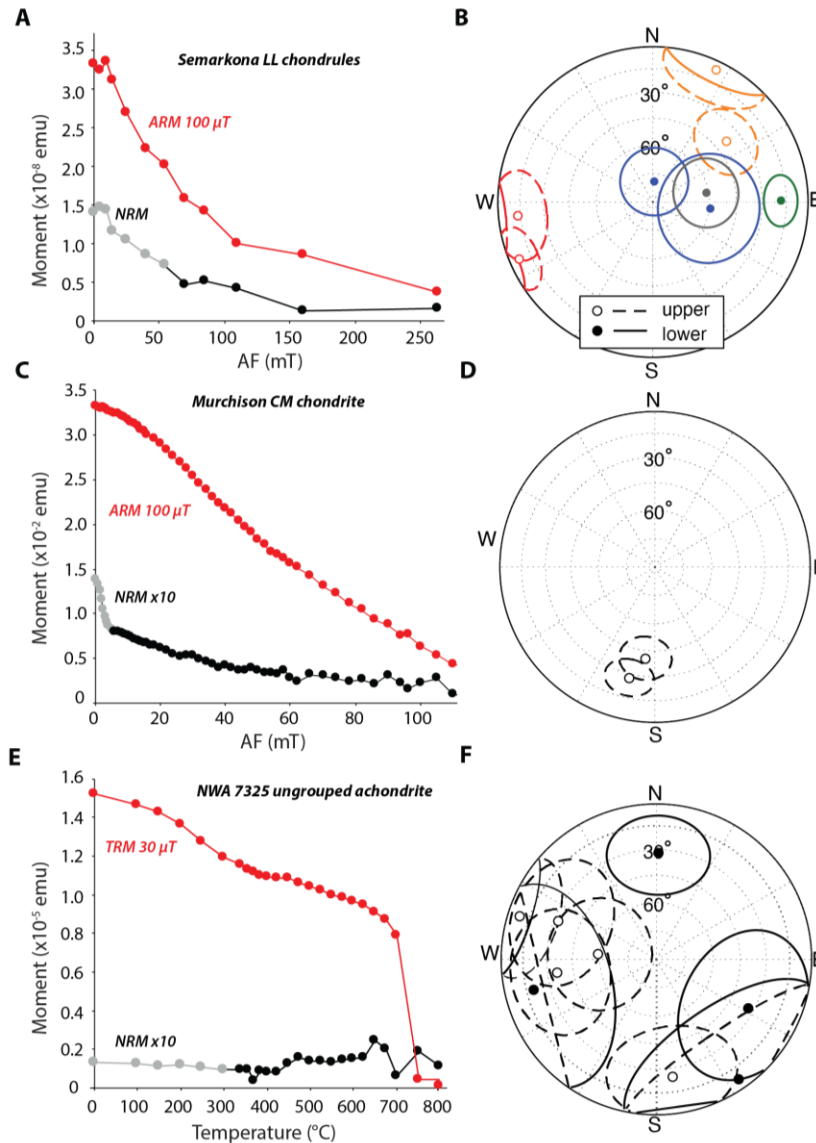 A
Semarkona LL chondrules
ARM 100 µT
NRM
Moment (x10⁻⁸ emu)
3.5
3.0
2.5
2.0
1.5
1.0
0.5
0
0
50
100
150
200
250
AF (mT)
B
N
30°
60°
W
E
S
upper
lower
C
Murchison CM chondrite
ARM 100 µT
NRM x10
Moment (x10⁻² emu)
3.5
3.0
2.5
2.0
1.5
1.0
0.5
0
0
20
40
60
80
100
AF (mT)
D
N
30°
60°
W
S
E
NWA 7325 ungrouped achondrite
TRM 30 µT
NRM x10
Moment (x10⁻⁵ emu)
1.6
1.4
1.2
1.0
0.8
0.6
0.4
0.2
0
0
100
200
300
400
500
600
700
800
Temperature (°C)
F
N
30°
60°
W
E
S